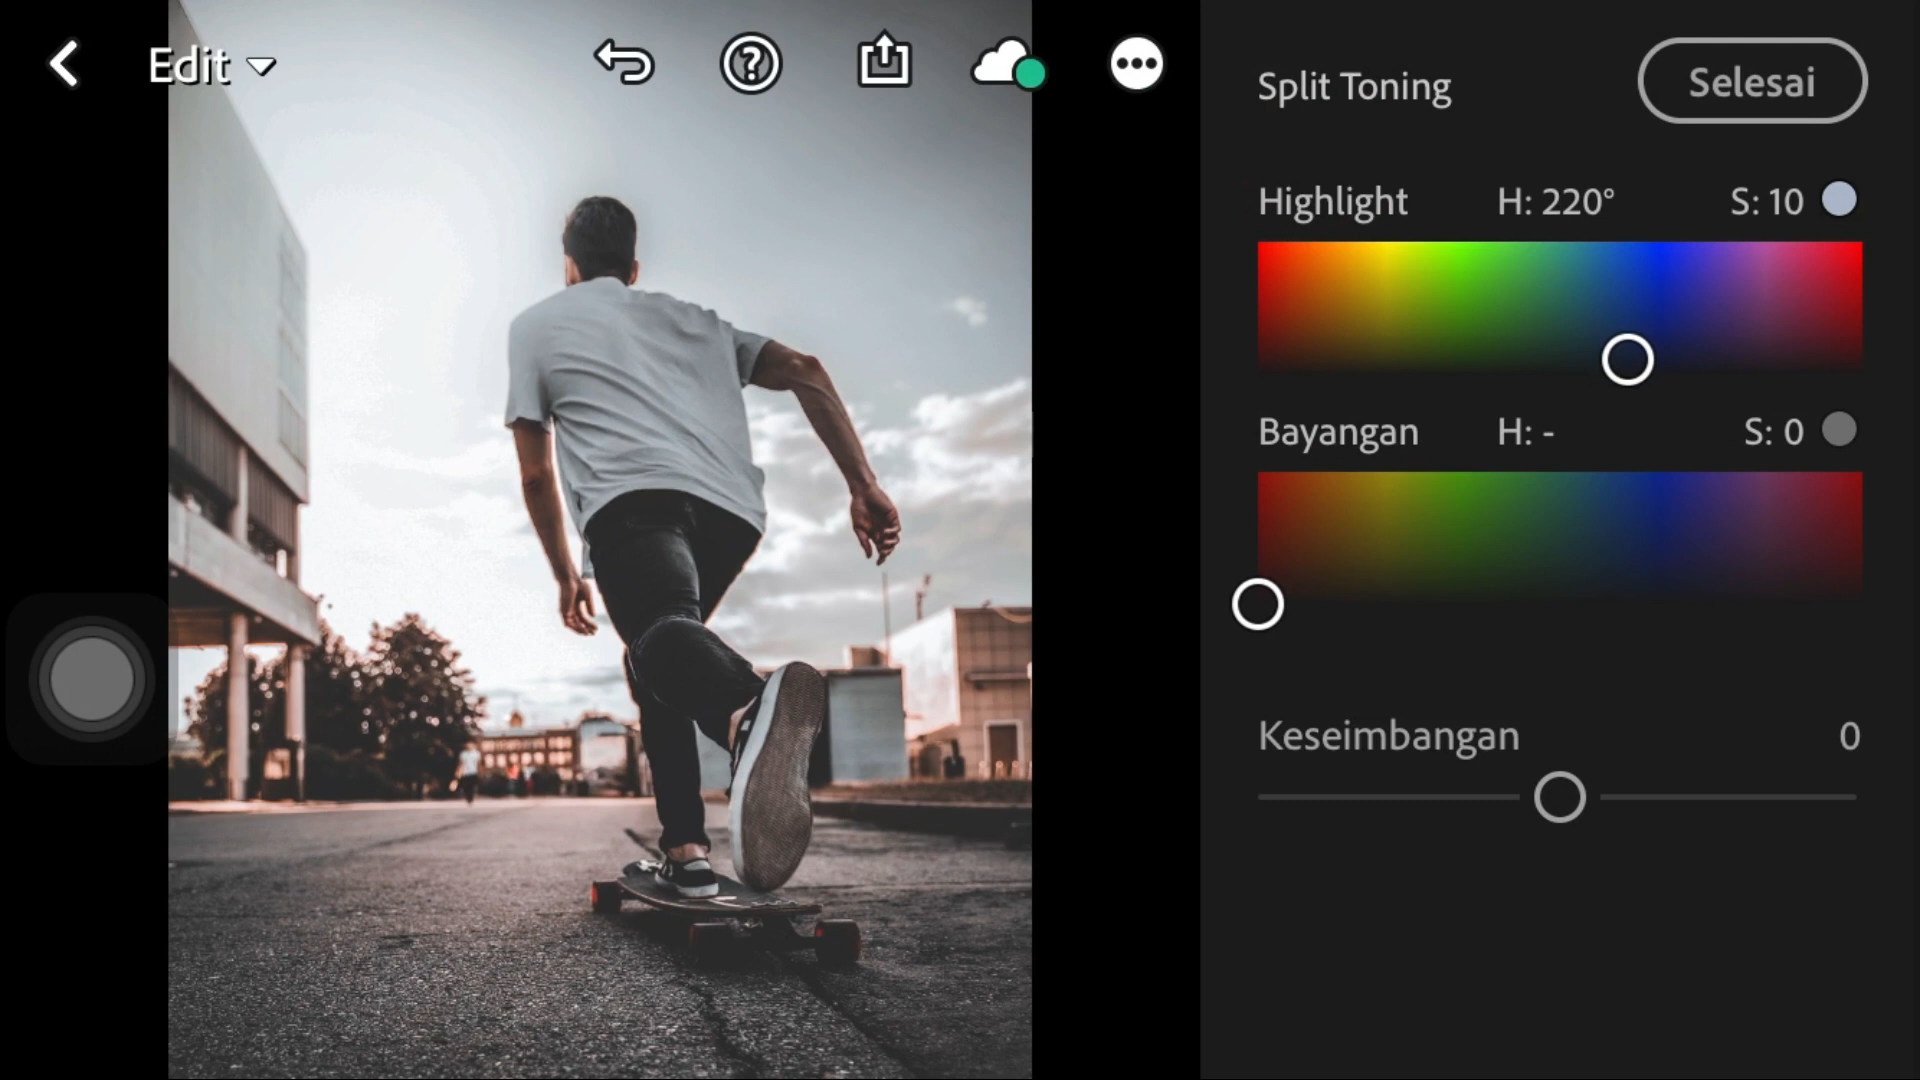 Edit
Split Toning
Selesai
Highlight H: 220° S: 10
Bayangan H: - S: 0
Keseimbangan 0